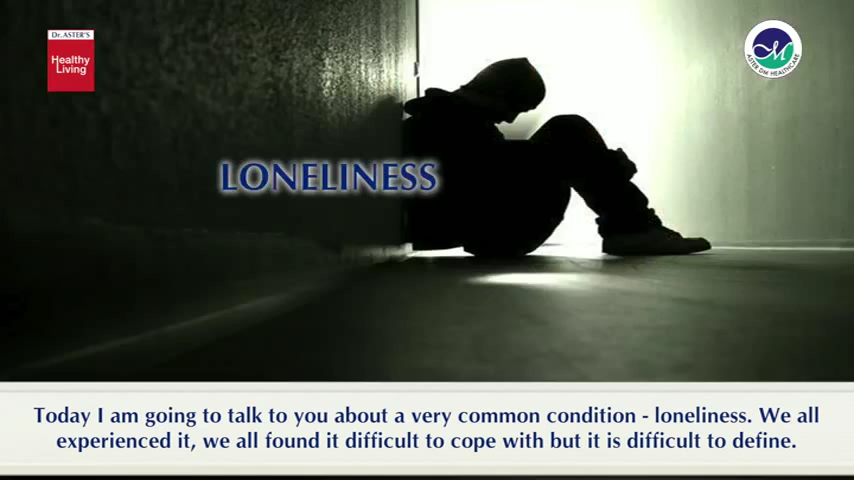 Dr. ASTER'S
Healthy
Living
M
ASTER DM HEALTHCARE
LONELINESS
Today I am going to talk to you about a very common condition - loneliness. We all
experienced it, we all found it difficult to cope with but it is difficult to define.